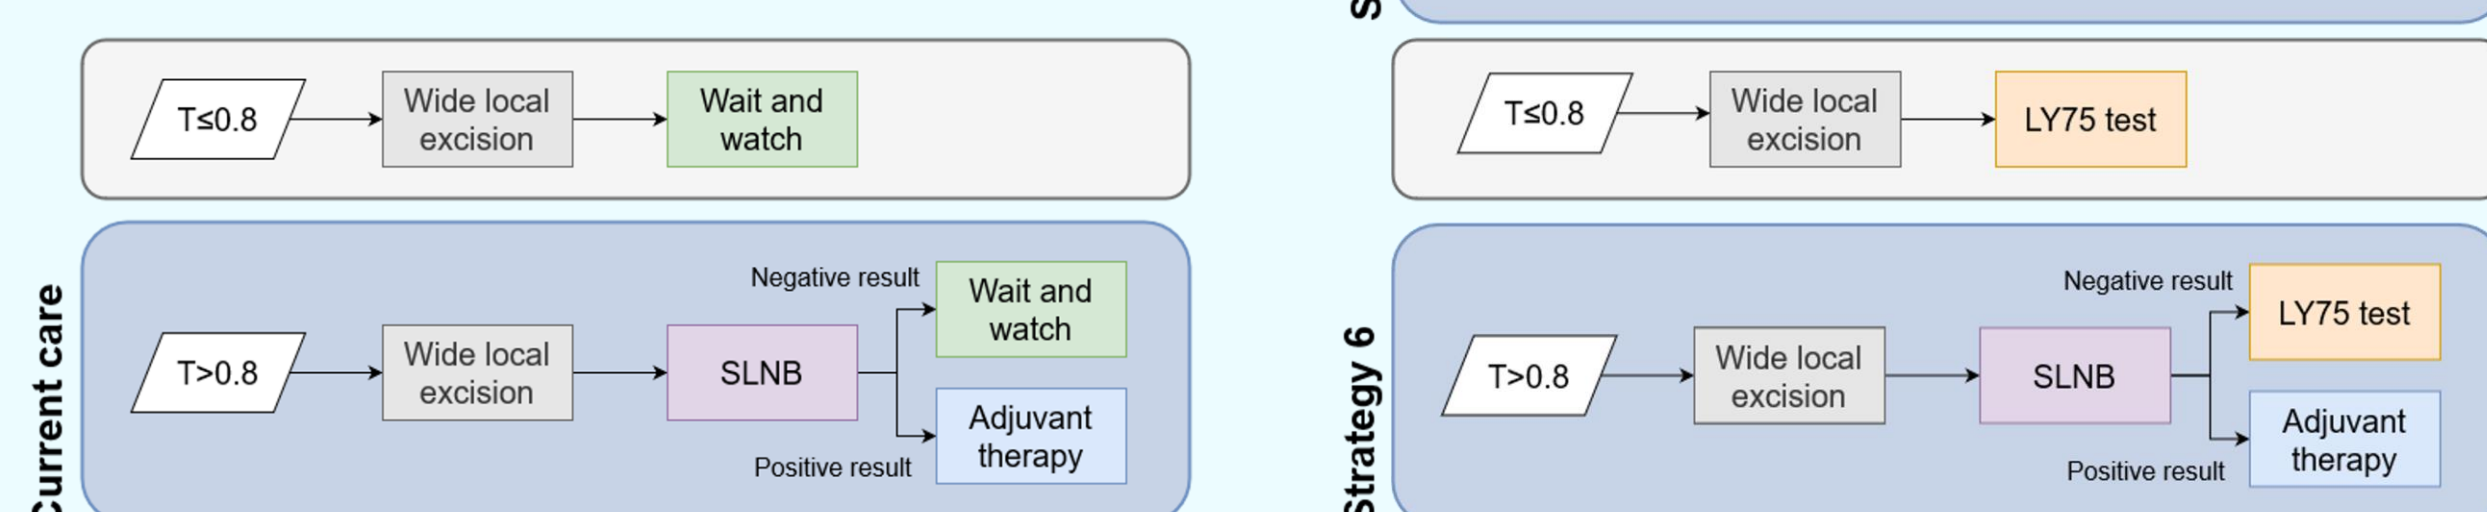 T≤0.8
Wide local
excision
Wait and
watch
Current care
T>0.8
Wide local
excision
SLNB
Negative result
Wait and
watch
Positive result
Adjuvant
therapy
T≤0.8
Wide local
excision
LY75 test
Strategy 6
T>0.8
Wide local
excision
SLNB
Negative result
LY75 test
Positive result
Adjuvant
therapy